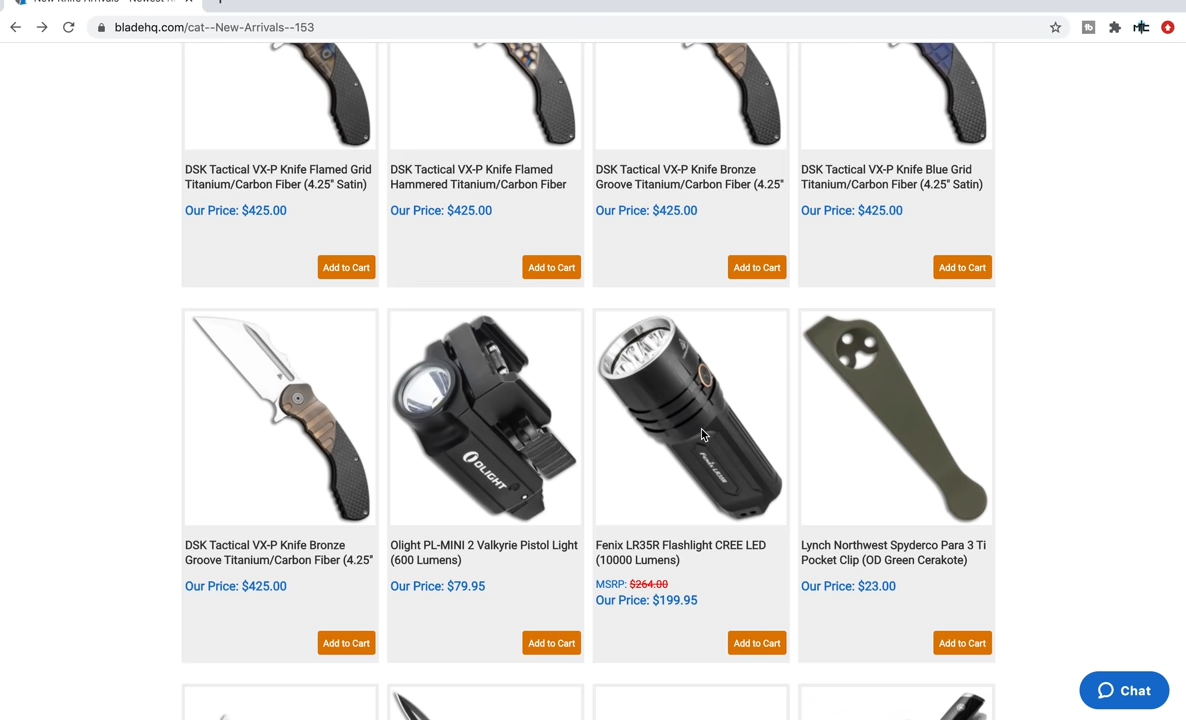 New Knife Arrivals - Newest K
bladehq.com/cat--New-Arrivals--153
DSK Tactical VX-P Knife Flamed Grid
Titanium/Carbon Fiber (4.25" Satin)
Our Price: $425.00
Add to Cart
DSK Tactical VX-P Knife Flamed
Hammered Titanium/Carbon Fiber
Our Price: $425.00
Add to Cart
DSK Tactical VX-P Knife Bronze
Groove Titanium/Carbon Fiber (4.25"
Our Price: $425.00
Add to Cart
DSK Tactical VX-P Knife Blue Grid
Titanium/Carbon Fiber (4.25" Satin)
Our Price: $425.00
Add to Cart
DSK Tactical VX-P Knife Bronze
Groove Titanium/Carbon Fiber (4.25"
Our Price: $425.00
Add to Cart
OLIGHT
Olight PL-MINI 2 Valkyrie Pistol Light
(600 Lumens)
Our Price: $79.95
Add to Cart
Fenix LR35R
Fenix LR35R Flashlight CREE LED
(10000 Lumens)
MSRP: $264.00
Our Price: $199.95
Add to Cart
Lynch Northwest Spyderco Para 3 Ti
Pocket Clip (OD Green Cerakote)
Our Price: $23.00
Add to Cart
Chat